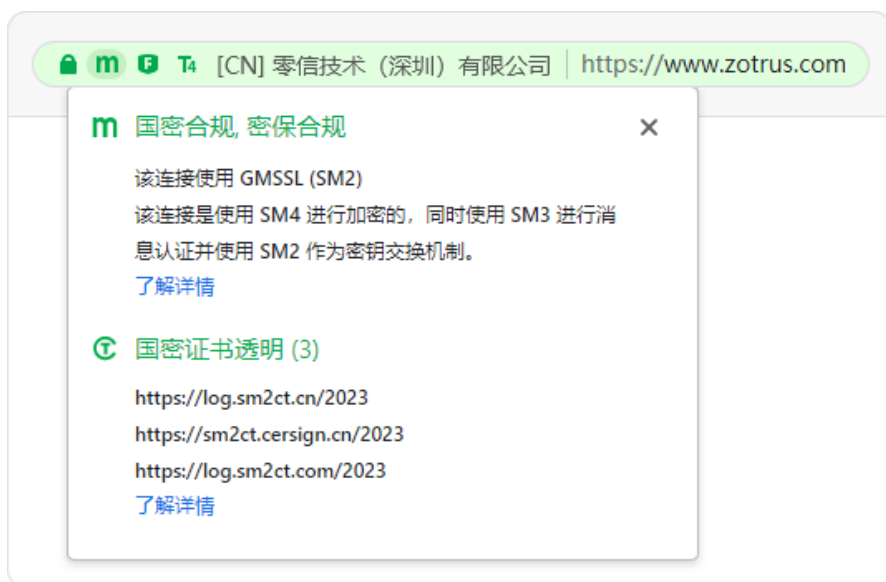 m T4 [CN] 零信技术（深圳）有限公司 https://www.zotrus.com
m 国密合规, 密保合规
该连接使用 GMSSL (SM2)
该连接是使用 SM4 进行加密的，同时使用 SM3 进行消
息认证并使用 SM2 作为密钥交换机制。
了解详情
国密证书透明 (3)
https://log.sm2ct.cn/2023
https://sm2ct.cersign.cn/2023
https://log.sm2ct.com/2023
了解详情